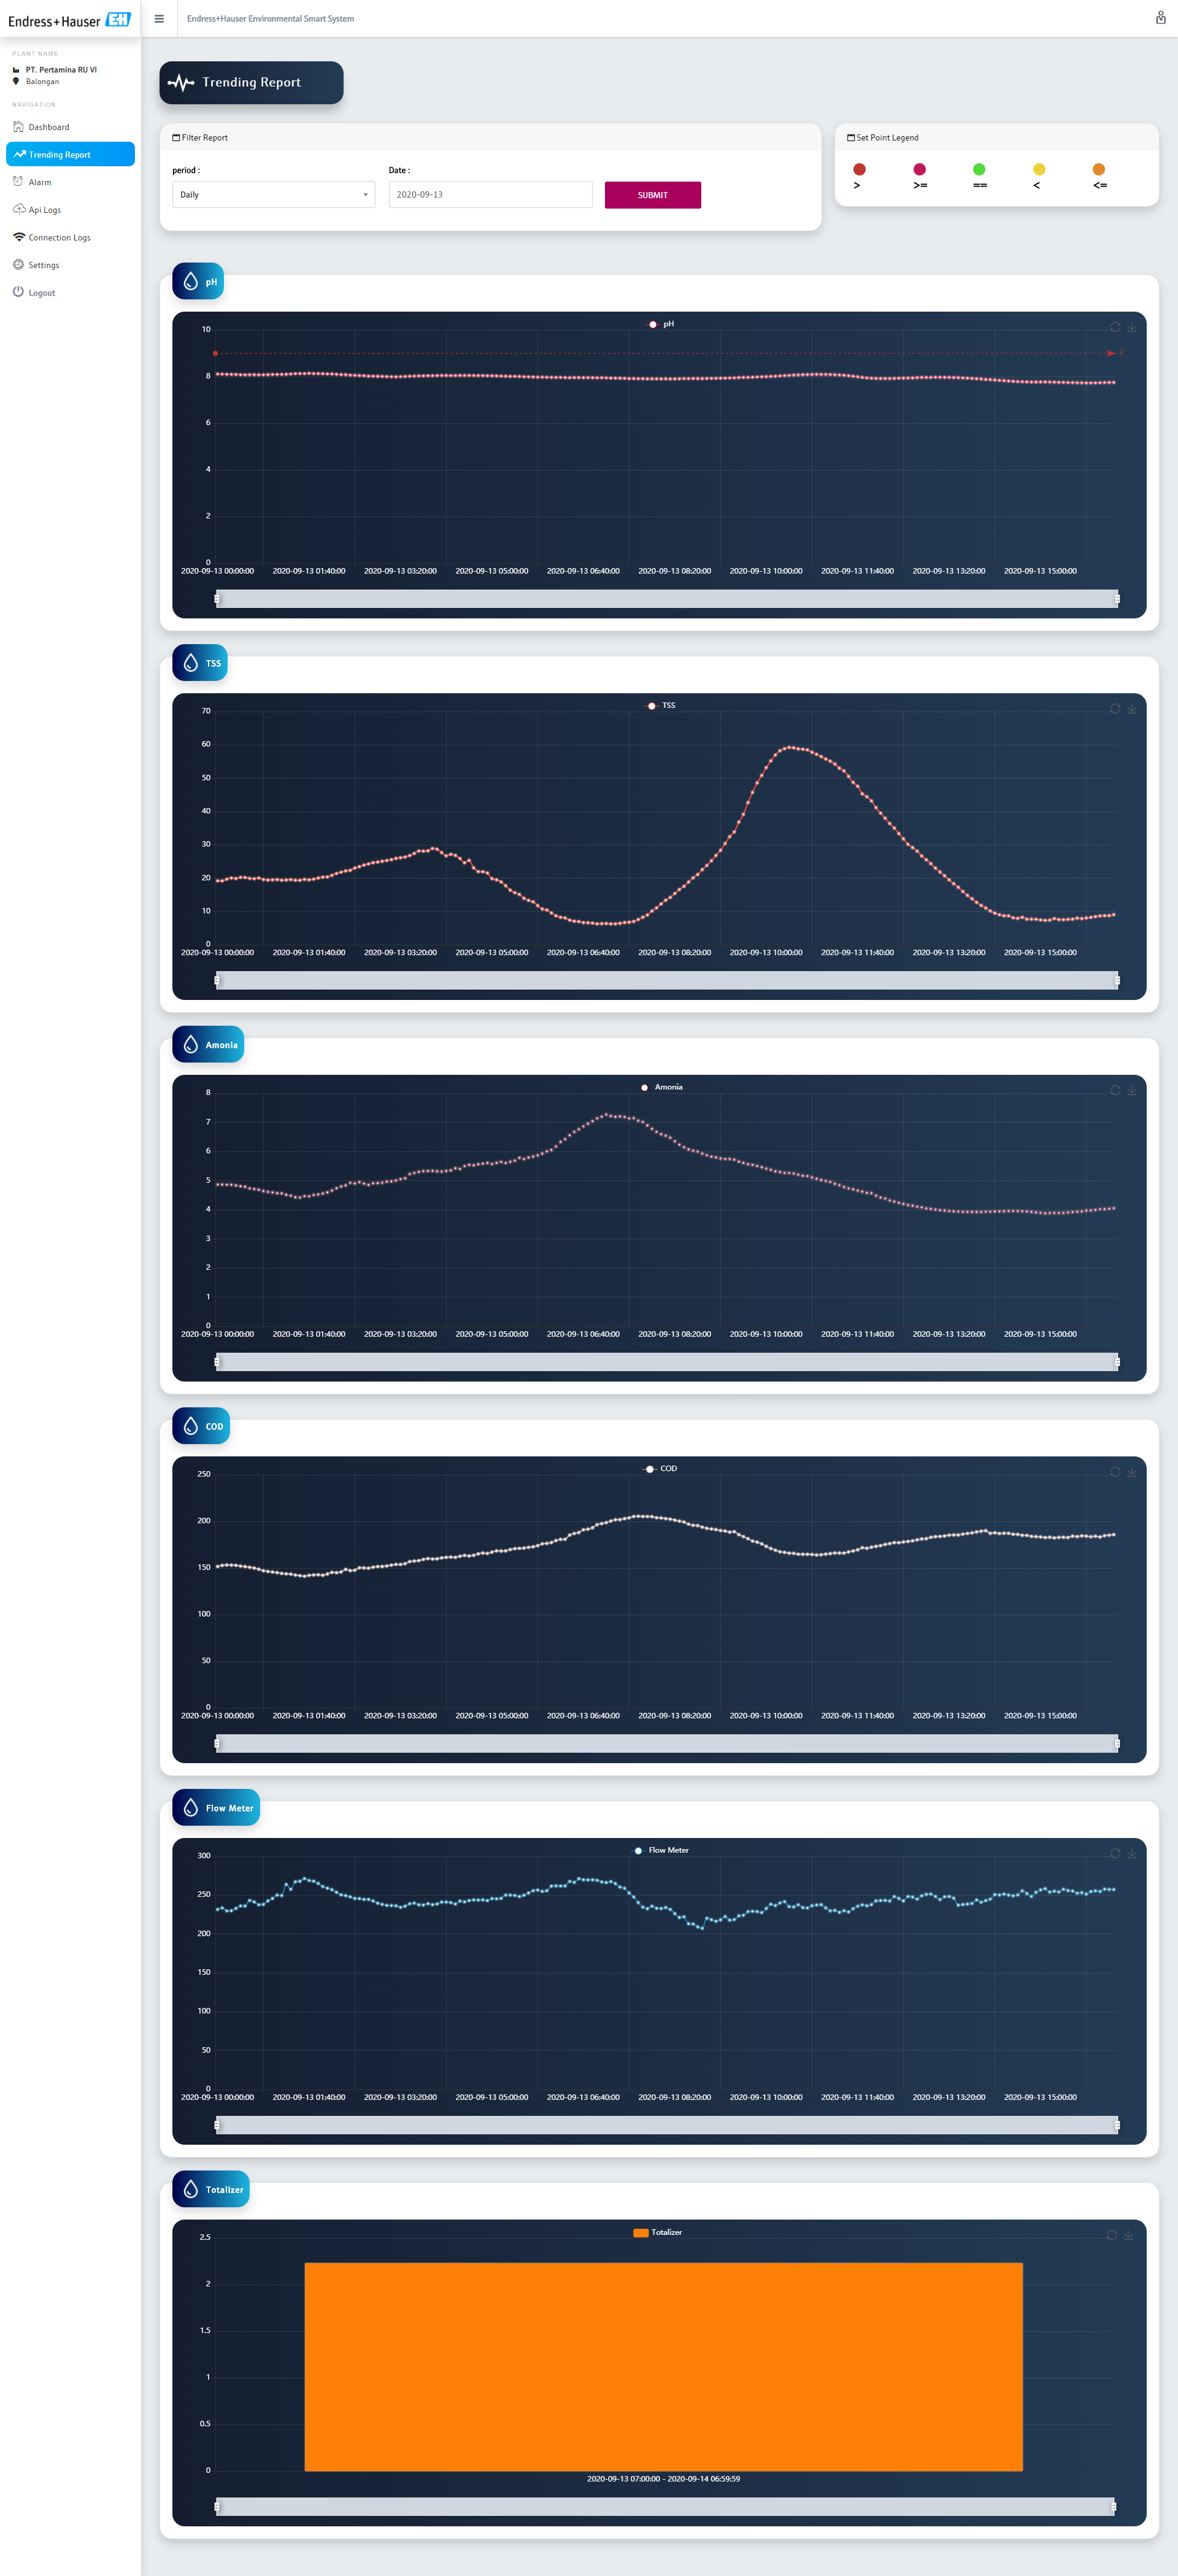 Endress+Hauser EH
Endress+Hauser Environmental Smart System
PLANT NAME
PT. Pertamina RU VI
Balongan
NAVIGATION
Dashboard
Trending Report
Alarm
Api Logs
Connection Logs
Settings
Logout
Trending Report
Filter Report
period :
Date :
Daily
2020-09-13
SUBMIT
Set Point Legend
> >= == < <=
pH
pH
10
9
8
6
4
2
0
2020-09-13 00:00:00 2020-09-13 01:40:00 2020-09-13 03:20:00 2020-09-13 05:00:00 2020-09-13 06:40:00 2020-09-13 08:20:00 2020-09-13 10:00:00 2020-09-13 11:40:00 2020-09-13 13:20:00 2020-09-13 15:00:00
TSS
TSS
70
60
50
40
30
20
10
0
2020-09-13 00:00:00 2020-09-13 01:40:00 2020-09-13 03:20:00 2020-09-13 05:00:00 2020-09-13 06:40:00 2020-09-13 08:20:00 2020-09-13 10:00:00 2020-09-13 11:40:00 2020-09-13 13:20:00 2020-09-13 15:00:00
Amonia
Amonia
8
7
6
5
4
3
2
1
0
2020-09-13 00:00:00 2020-09-13 01:40:00 2020-09-13 03:20:00 2020-09-13 05:00:00 2020-09-13 06:40:00 2020-09-13 08:20:00 2020-09-13 10:00:00 2020-09-13 11:40:00 2020-09-13 13:20:00 2020-09-13 15:00:00
COD
COD
250
200
150
100
50
0
2020-09-13 00:00:00 2020-09-13 01:40:00 2020-09-13 03:20:00 2020-09-13 05:00:00 2020-09-13 06:40:00 2020-09-13 08:20:00 2020-09-13 10:00:00 2020-09-13 11:40:00 2020-09-13 13:20:00 2020-09-13 15:00:00
Flow Meter
Flow Meter
300
250
200
150
100
50
0
2020-09-13 00:00:00 2020-09-13 01:40:00 2020-09-13 03:20:00 2020-09-13 05:00:00 2020-09-13 06:40:00 2020-09-13 08:20:00 2020-09-13 10:00:00 2020-09-13 11:40:00 2020-09-13 13:20:00 2020-09-13 15:00:00
Totalizer
Totalizer
2.5
2
1.5
1
0.5
0
2020-09-13 07:00:00 - 2020-09-14 06:59:59